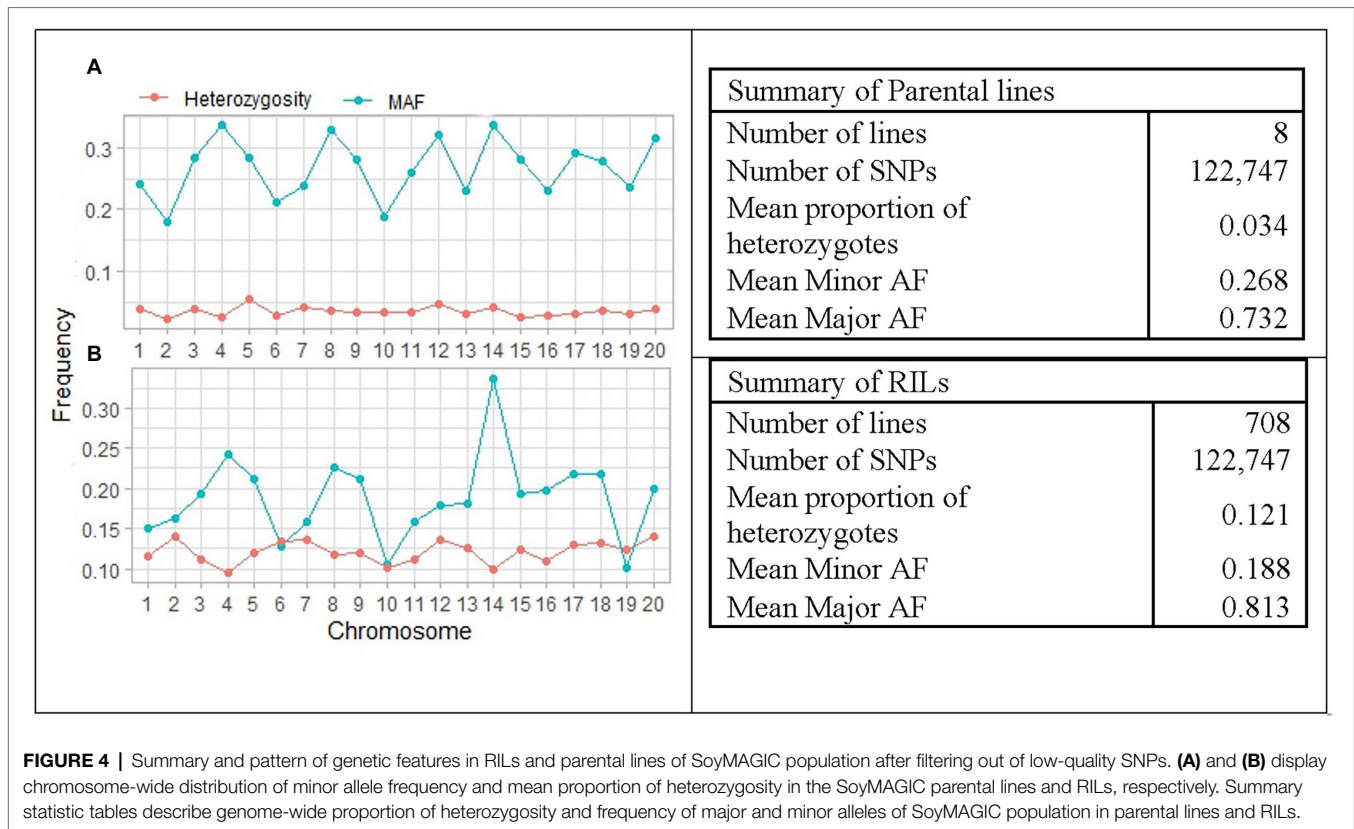 A
Heterozygosity MAF
0.3
0.2
0.1
1 2 3 4 5 6 7 8 9 10 11 12 13 14 15 16 17 18 19 20
B
Frequency
0.30
0.25
0.20
0.15
0.10
1 2 3 4 5 6 7 8 9 10 11 12 13 14 15 16 17 18 19 20
Chromosome
Summary of Parental lines
Number of lines 8
Number of SNPs 122,747
Mean proportion of
heterozygotes 0.034
Mean Minor AF 0.268
Mean Major AF 0.732
Summary of RILs
Number of lines 708
Number of SNPs 122,747
Mean proportion of
heterozygotes 0.121
Mean Minor AF 0.188
Mean Major AF 0.813
FIGURE 4 | Summary and pattern of genetic features in RILs and parental lines of SoyMAGIC population after filtering out of low-quality SNPs. (A) and (B) display
chromosome-wide distribution of minor allele frequency and mean proportion of heterozygosity in the SoyMAGIC parental lines and RILs, respectively. Summary
statistic tables describe genome-wide proportion of heterozygosity and frequency of major and minor alleles of SoyMAGIC population in parental lines and RILs.